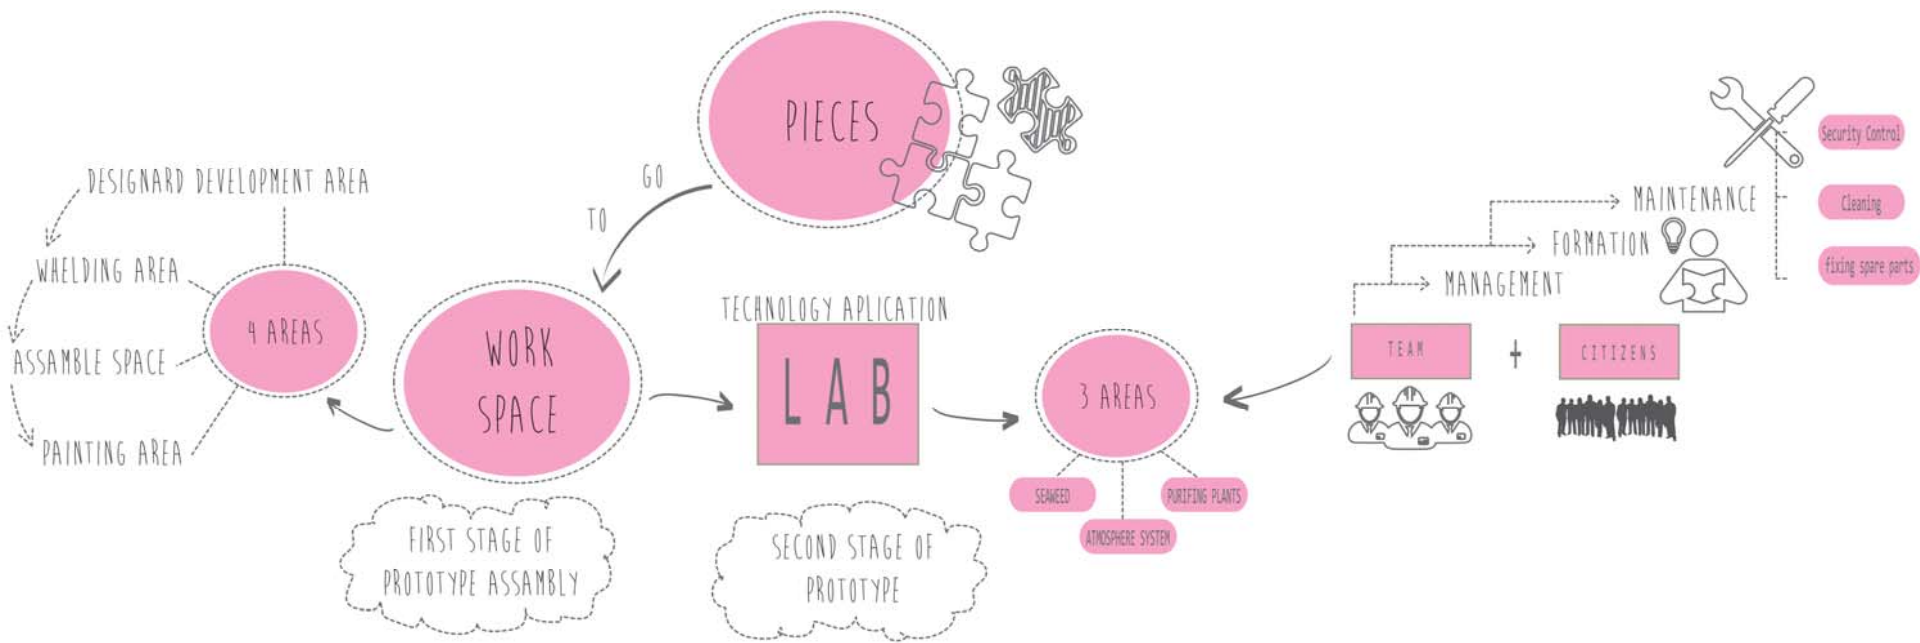 PIECES
GO
TO
DESIGNARD DEVELOPMENT AREA
WHELDING AREA
ASSAMBLE SPACE
PAINTING AREA
4 AREAS
WORK
SPACE
FIRST STAGE OF
PROTOTYPE ASSEMBLY
TECHNOLOGY APLICATION
LAB
SECOND STAGE OF
PROTOTYPE
3 AREAS
SEAWEED
ATMOSPHERE SYSTEM
PURIFING PLANTS
TEAM
+
CITIZENS
MANAGEMENT
FORMATION
MAINTENANCE
Security Control
Cleaning
fixing spare parts